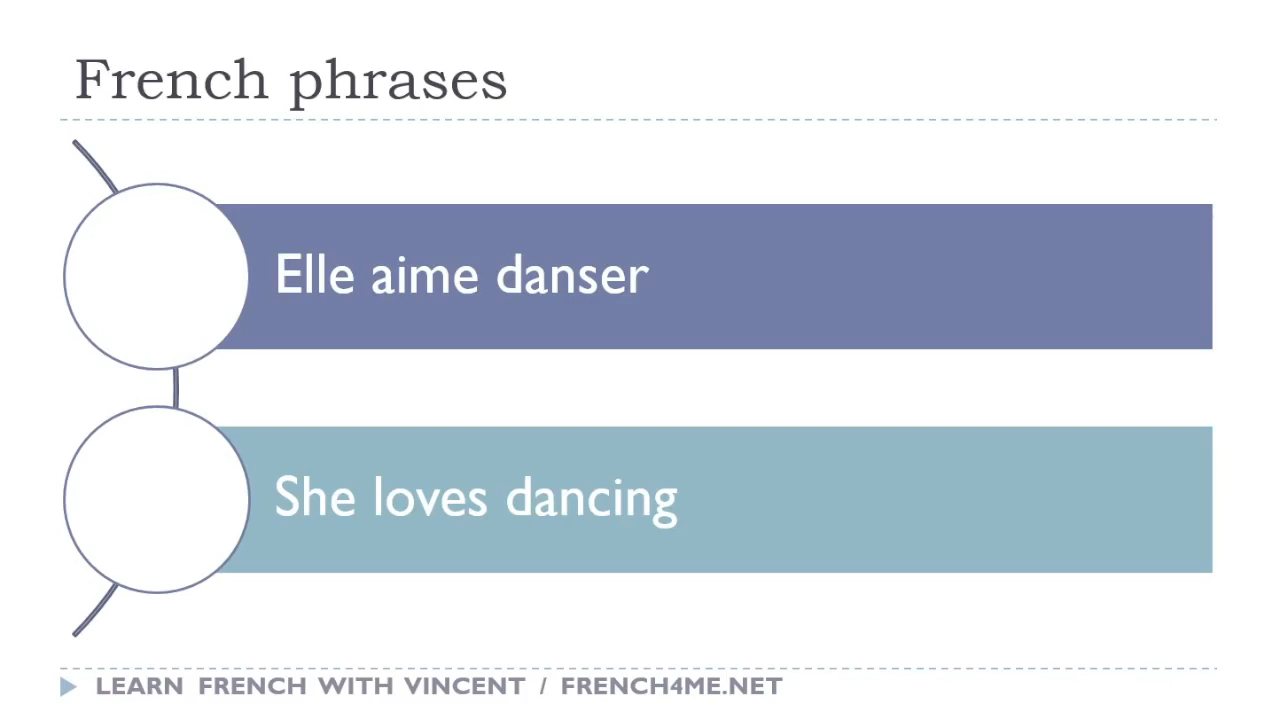 French phrases
Elle aime danser
She loves dancing
LEARN FRENCH WITH VINCENT / FRENCH4ME.NET